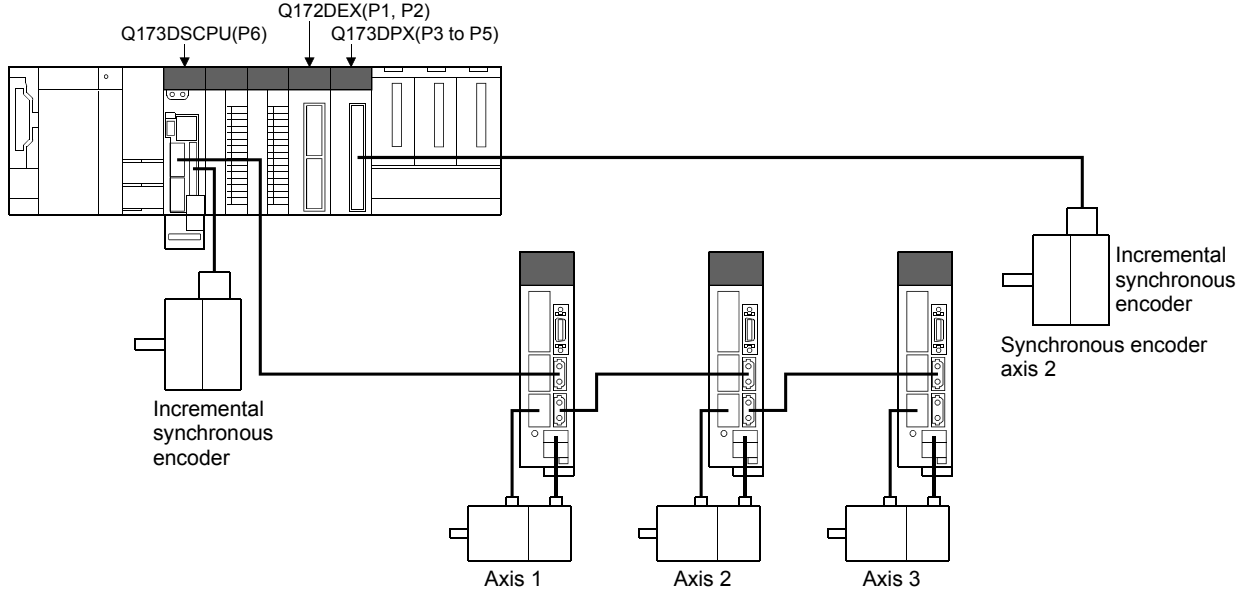 Q172DEX(P1, P2)
Q173DSCPU(P6)
Q173DPX(P3 to P5)
Incremental
synchronous
encoder
Synchronous encoder
axis 2
Incremental
synchronous
encoder
Axis 1
Axis 2
Axis 3